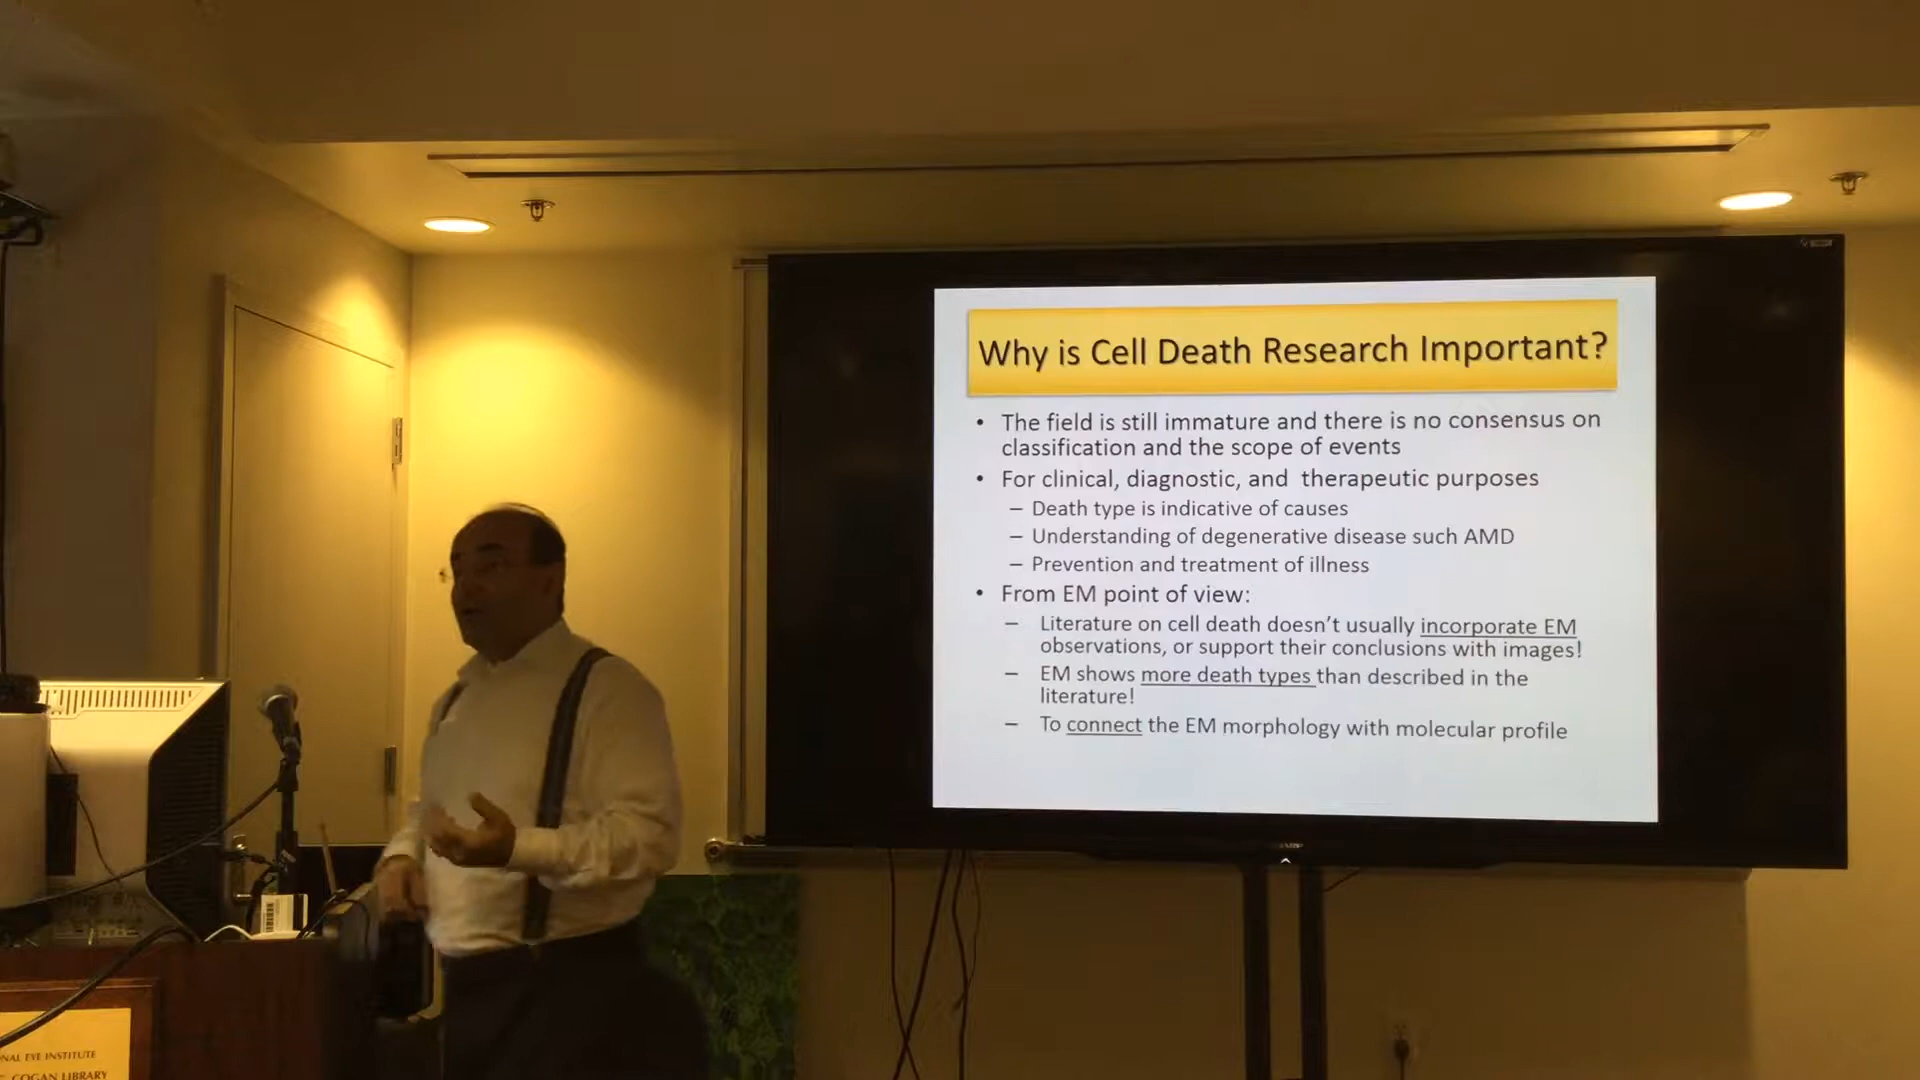 Why is Cell Death Research Important?
• The field is still immature and there is no consensus on
classification and the scope of events
• For clinical, diagnostic, and therapeutic purposes
– Death type is indicative of causes
– Understanding of degenerative disease such AMD
– Prevention and treatment of illness
• From EM point of view:
– Literature on cell death doesn't usually incorporate EM
observations, or support their conclusions with images!
– EM shows more death types than described in the
literature!
– To connect the EM morphology with molecular profile
EYE INSTITUTE
COGAN LIBRARY